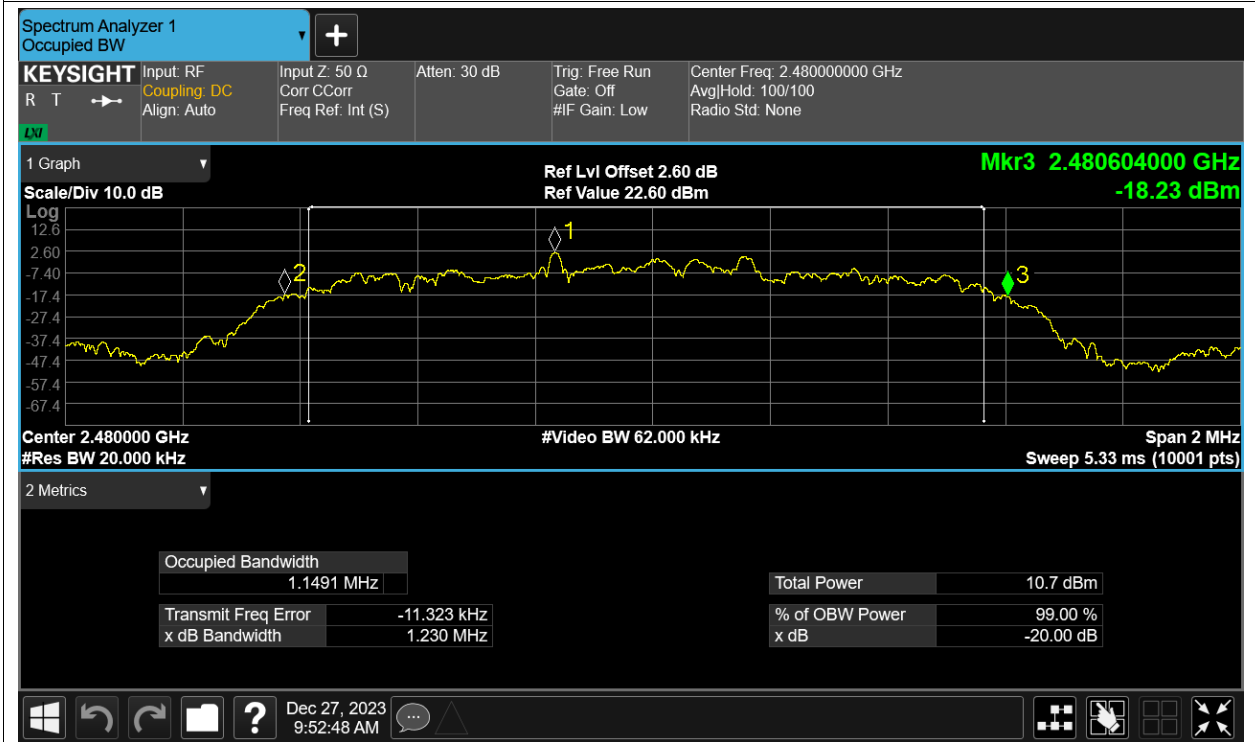 Spectrum Analyzer 1
Occupied BW
KEYSIGHT
R T
LXI
Input: RF
Coupling: DC
Align: Auto
Input Z: 50 Ω
Corr CCorr
Freq Ref: Int (S)
Atten: 30 dB
Trig: Free Run
Gate: Off
#IF Gain: Low
Center Freq: 2.480000000 GHz
Avg|Hold: 100/100
Radio Std: None
1 Graph
Scale/Div 10.0 dB
Ref Lvl Offset 2.60 dB
Ref Value 22.60 dBm
Mkr3 2.480604000 GHz
-18.23 dBm
Log
12.6
2.60
-7.40
-17.4
-27.4
-37.4
-47.4
-57.4
-67.4
2
1
3
Center 2.480000 GHz
#Res BW 20.000 kHz
#Video BW 62.000 kHz
Span 2 MHz
Sweep 5.33 ms (10001 pts)
2 Metrics
Occupied Bandwidth
1.1491 MHz
Transmit Freq Error -11.323 kHz
x dB Bandwidth 1.230 MHz
Total Power 10.7 dBm
% of OBW Power 99.00 %
x dB -20.00 dB
?
Dec 27, 2023
9:52:48 AM